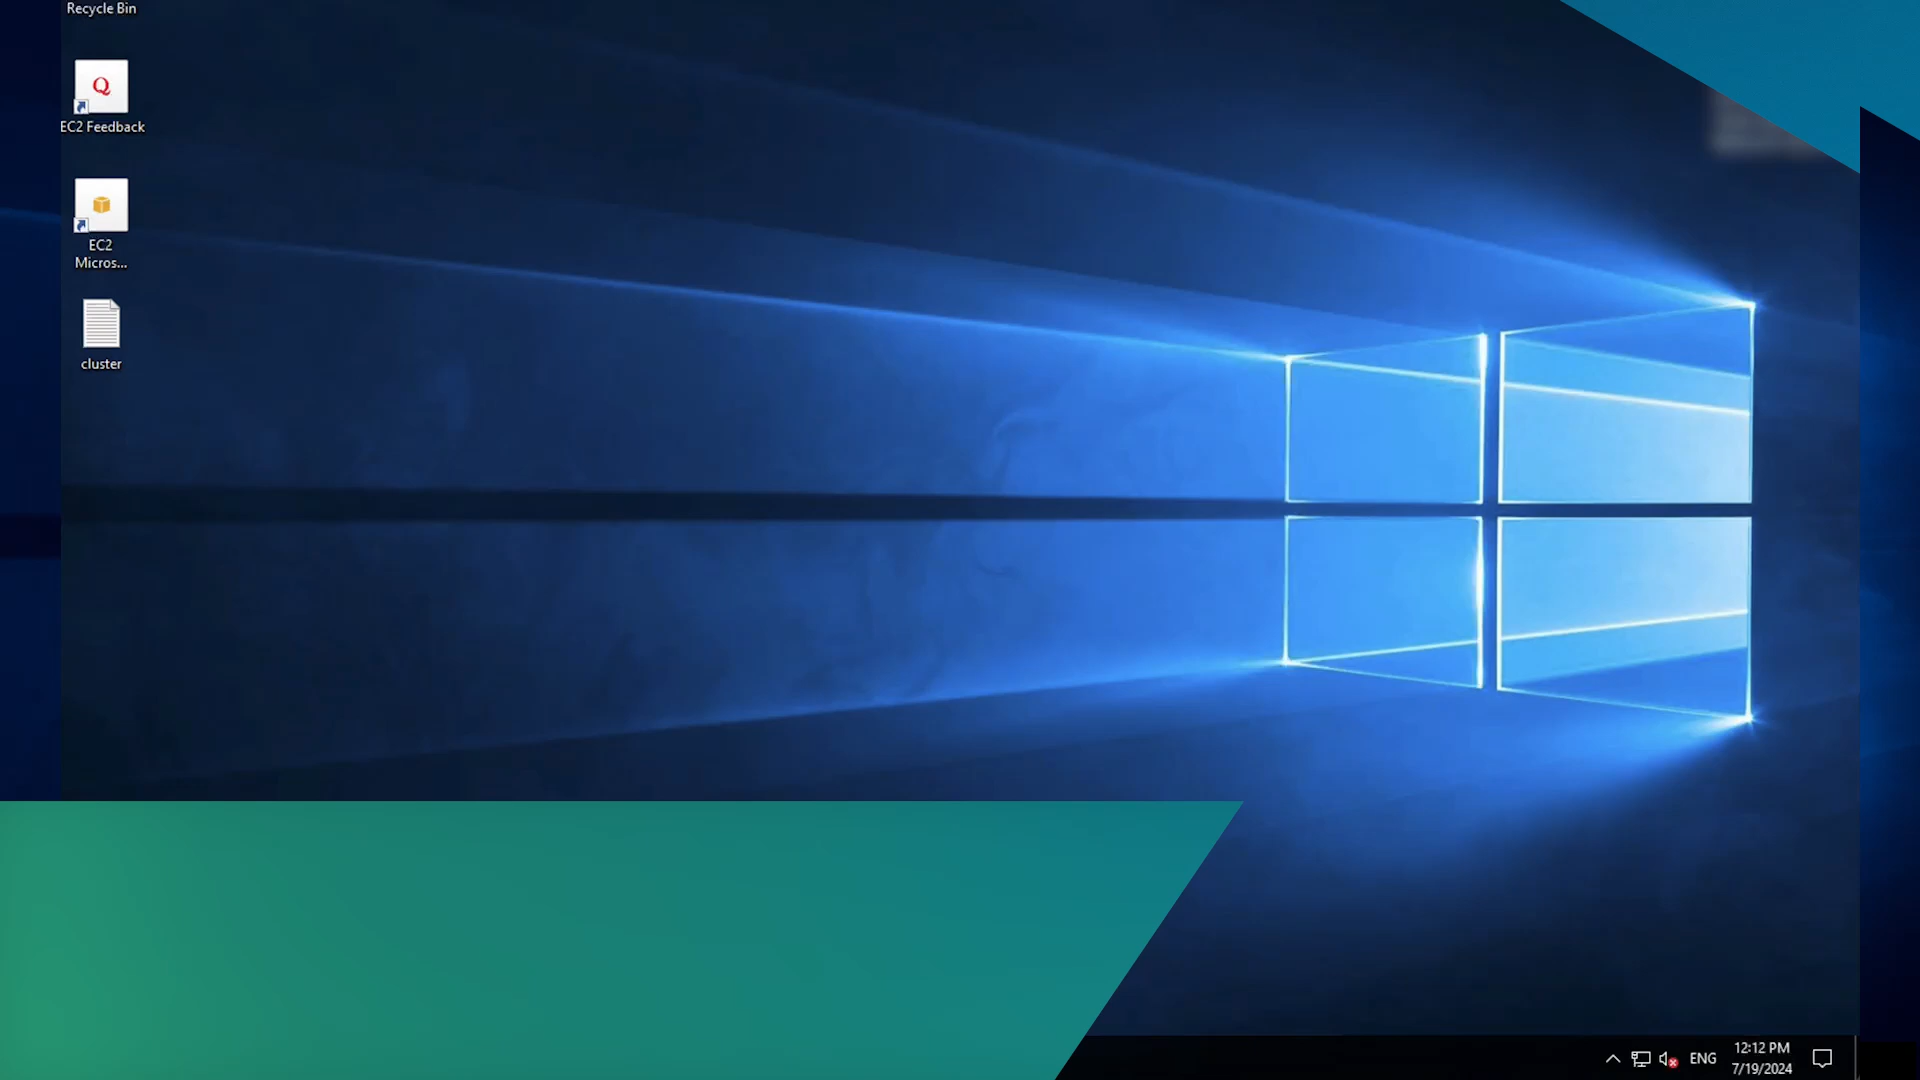 Recycle Bin
Q
EC2 Feedback
EC2
Micros...
cluster
ENG
12:12 PM
7/19/2024